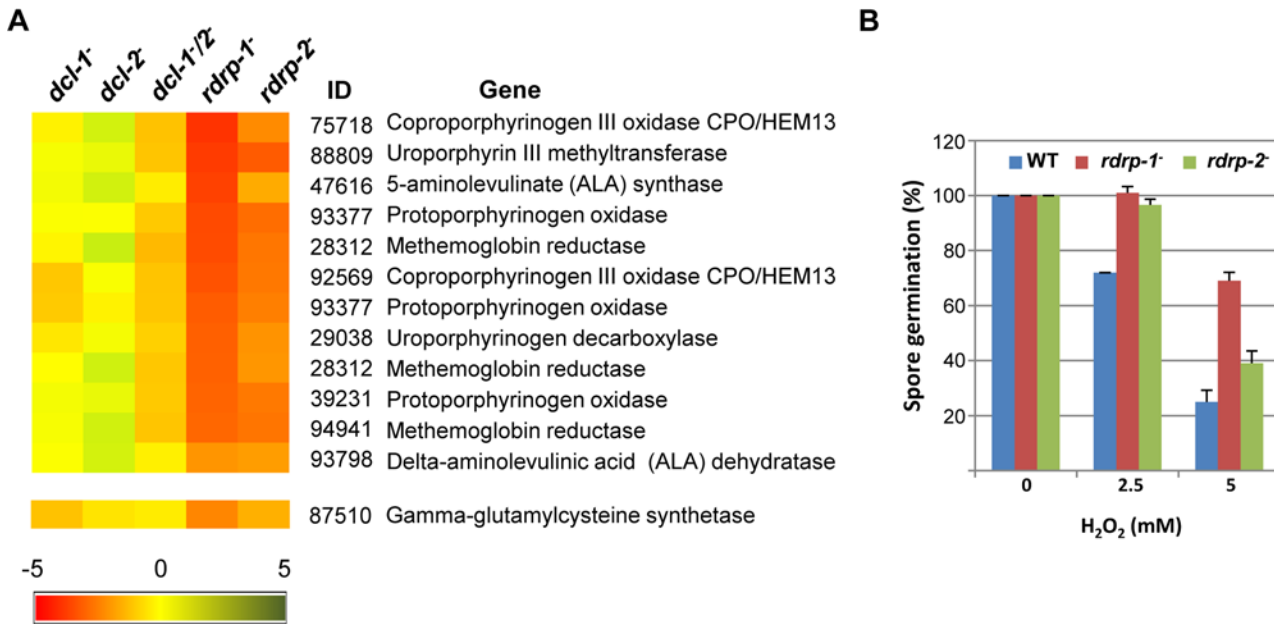 A
dcl-1⁻ dcl-2⁻ dcl-1⁻/2⁻ rdrp-1⁻ rdrp-2⁻
ID Gene
75718 Coproporphyrinogen III oxidase CPO/HEM13
88809 Uroporphyrin III methyltransferase
47616 5-aminolevulinate (ALA) synthase
93377 Protoporphyrinogen oxidase
28312 Methemoglobin reductase
92569 Coproporphyrinogen III oxidase CPO/HEM13
93377 Protoporphyrinogen oxidase
29038 Uroporphyrinogen decarboxylase
28312 Methemoglobin reductase
39231 Protoporphyrinogen oxidase
94941 Methemoglobin reductase
93798 Delta-aminolevulinic acid (ALA) dehydratase
87510 Gamma-glutamylcysteine synthetase
-5 0 5
B
WT rdrp-1⁻ rdrp-2⁻
Spore germination (%)
120
100
80
60
40
20
0 2.5 5
H₂O₂ (mM)